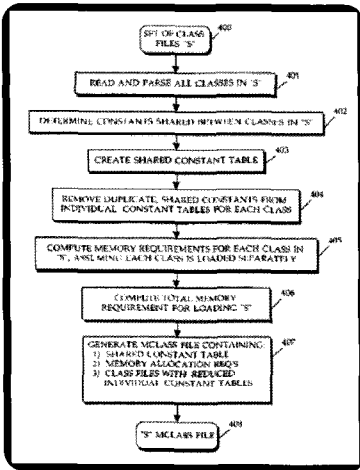 400
SET OF CLASS
FILES "S"
401
READ AND PARSE ALL CLASSES IN "S"
402
DETERMINE CONSTANTS SHARED BETWEEN CLASSES IN "S"
403
CREATE SHARED CONSTANT TABLE
404
REMOVE DUPLICATE, SHARED CONSTANTS FROM
INDIVIDUAL CONSTANT TABLES FOR EACH CLASS
405
COMPUTE MEMORY REQUIREMENTS FOR EACH CLASS IN
"S", ASSUMING EACH CLASS IS LOADED SEPARATELY
406
COMPUTE TOTAL MEMORY
REQUIREMENT FOR LOADING "S"
407
GENERATE MCLASS FILE CONTAINING:
1) SHARED CONSTANT TABLE
2) MEMORY ALLOCATION REQ'S
3) CLASS FILES WITH REDUCED
INDIVIDUAL CONSTANT TABLES
408
"S" MCLASS FILE